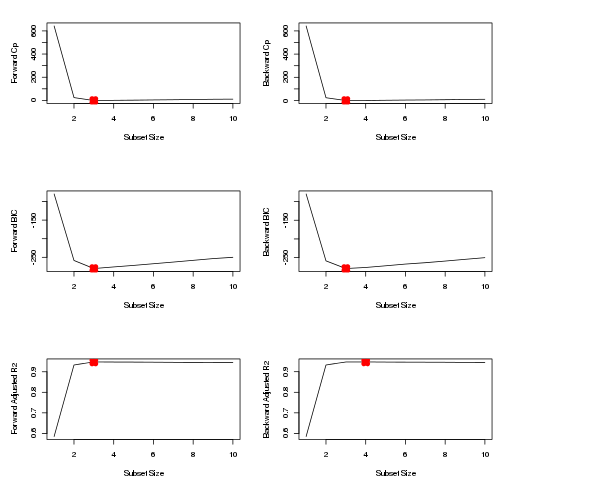 Forward Cp
0 200 400 600
2 4 6 8 10
Subset Size
Backward Cp
0 200 400 600
2 4 6 8 10
Subset Size
Forward BIC
-250 -150
2 4 6 8 10
Subset Size
Backward BIC
-250 -150
2 4 6 8 10
Subset Size
Forward Adjusted R2
0.6 0.7 0.8 0.9
2 4 6 8 10
Subset Size
Backward Adjusted R2
0.6 0.7 0.8 0.9
2 4 6 8 10
Subset Size